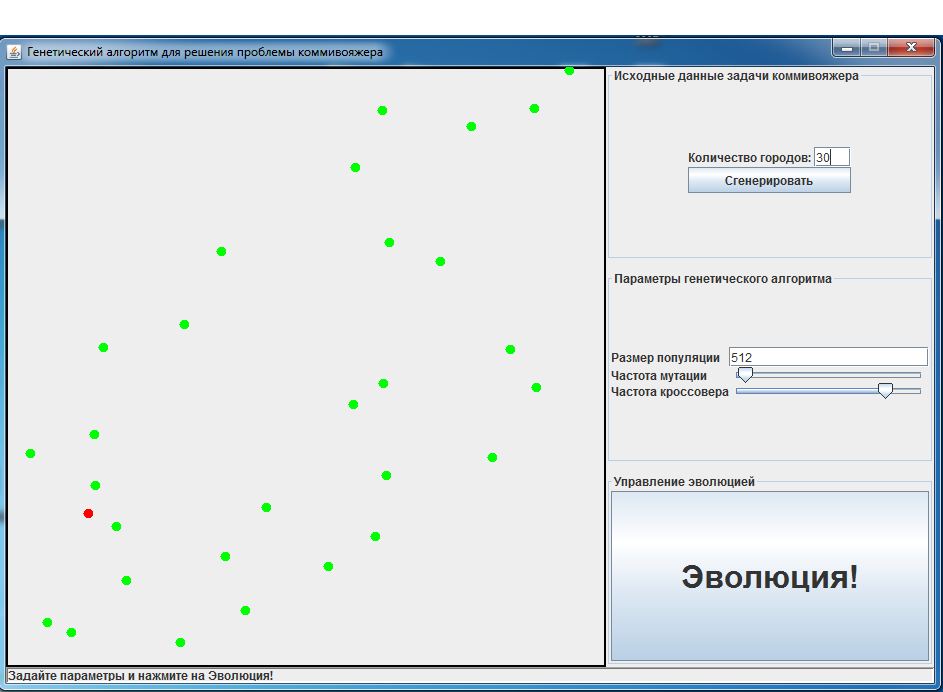 Генетический алгоритм для решения проблемы коммивояжера
Исходные данные задачи коммивояжера
Количество городов: 30
Сгенерировать
Параметры генетического алгоритма
Размер популяции 512
Частота мутации
Частота кроссовера
Управление эволюцией
Эволюция!
Задайте параметры и нажмите на Эволюция!